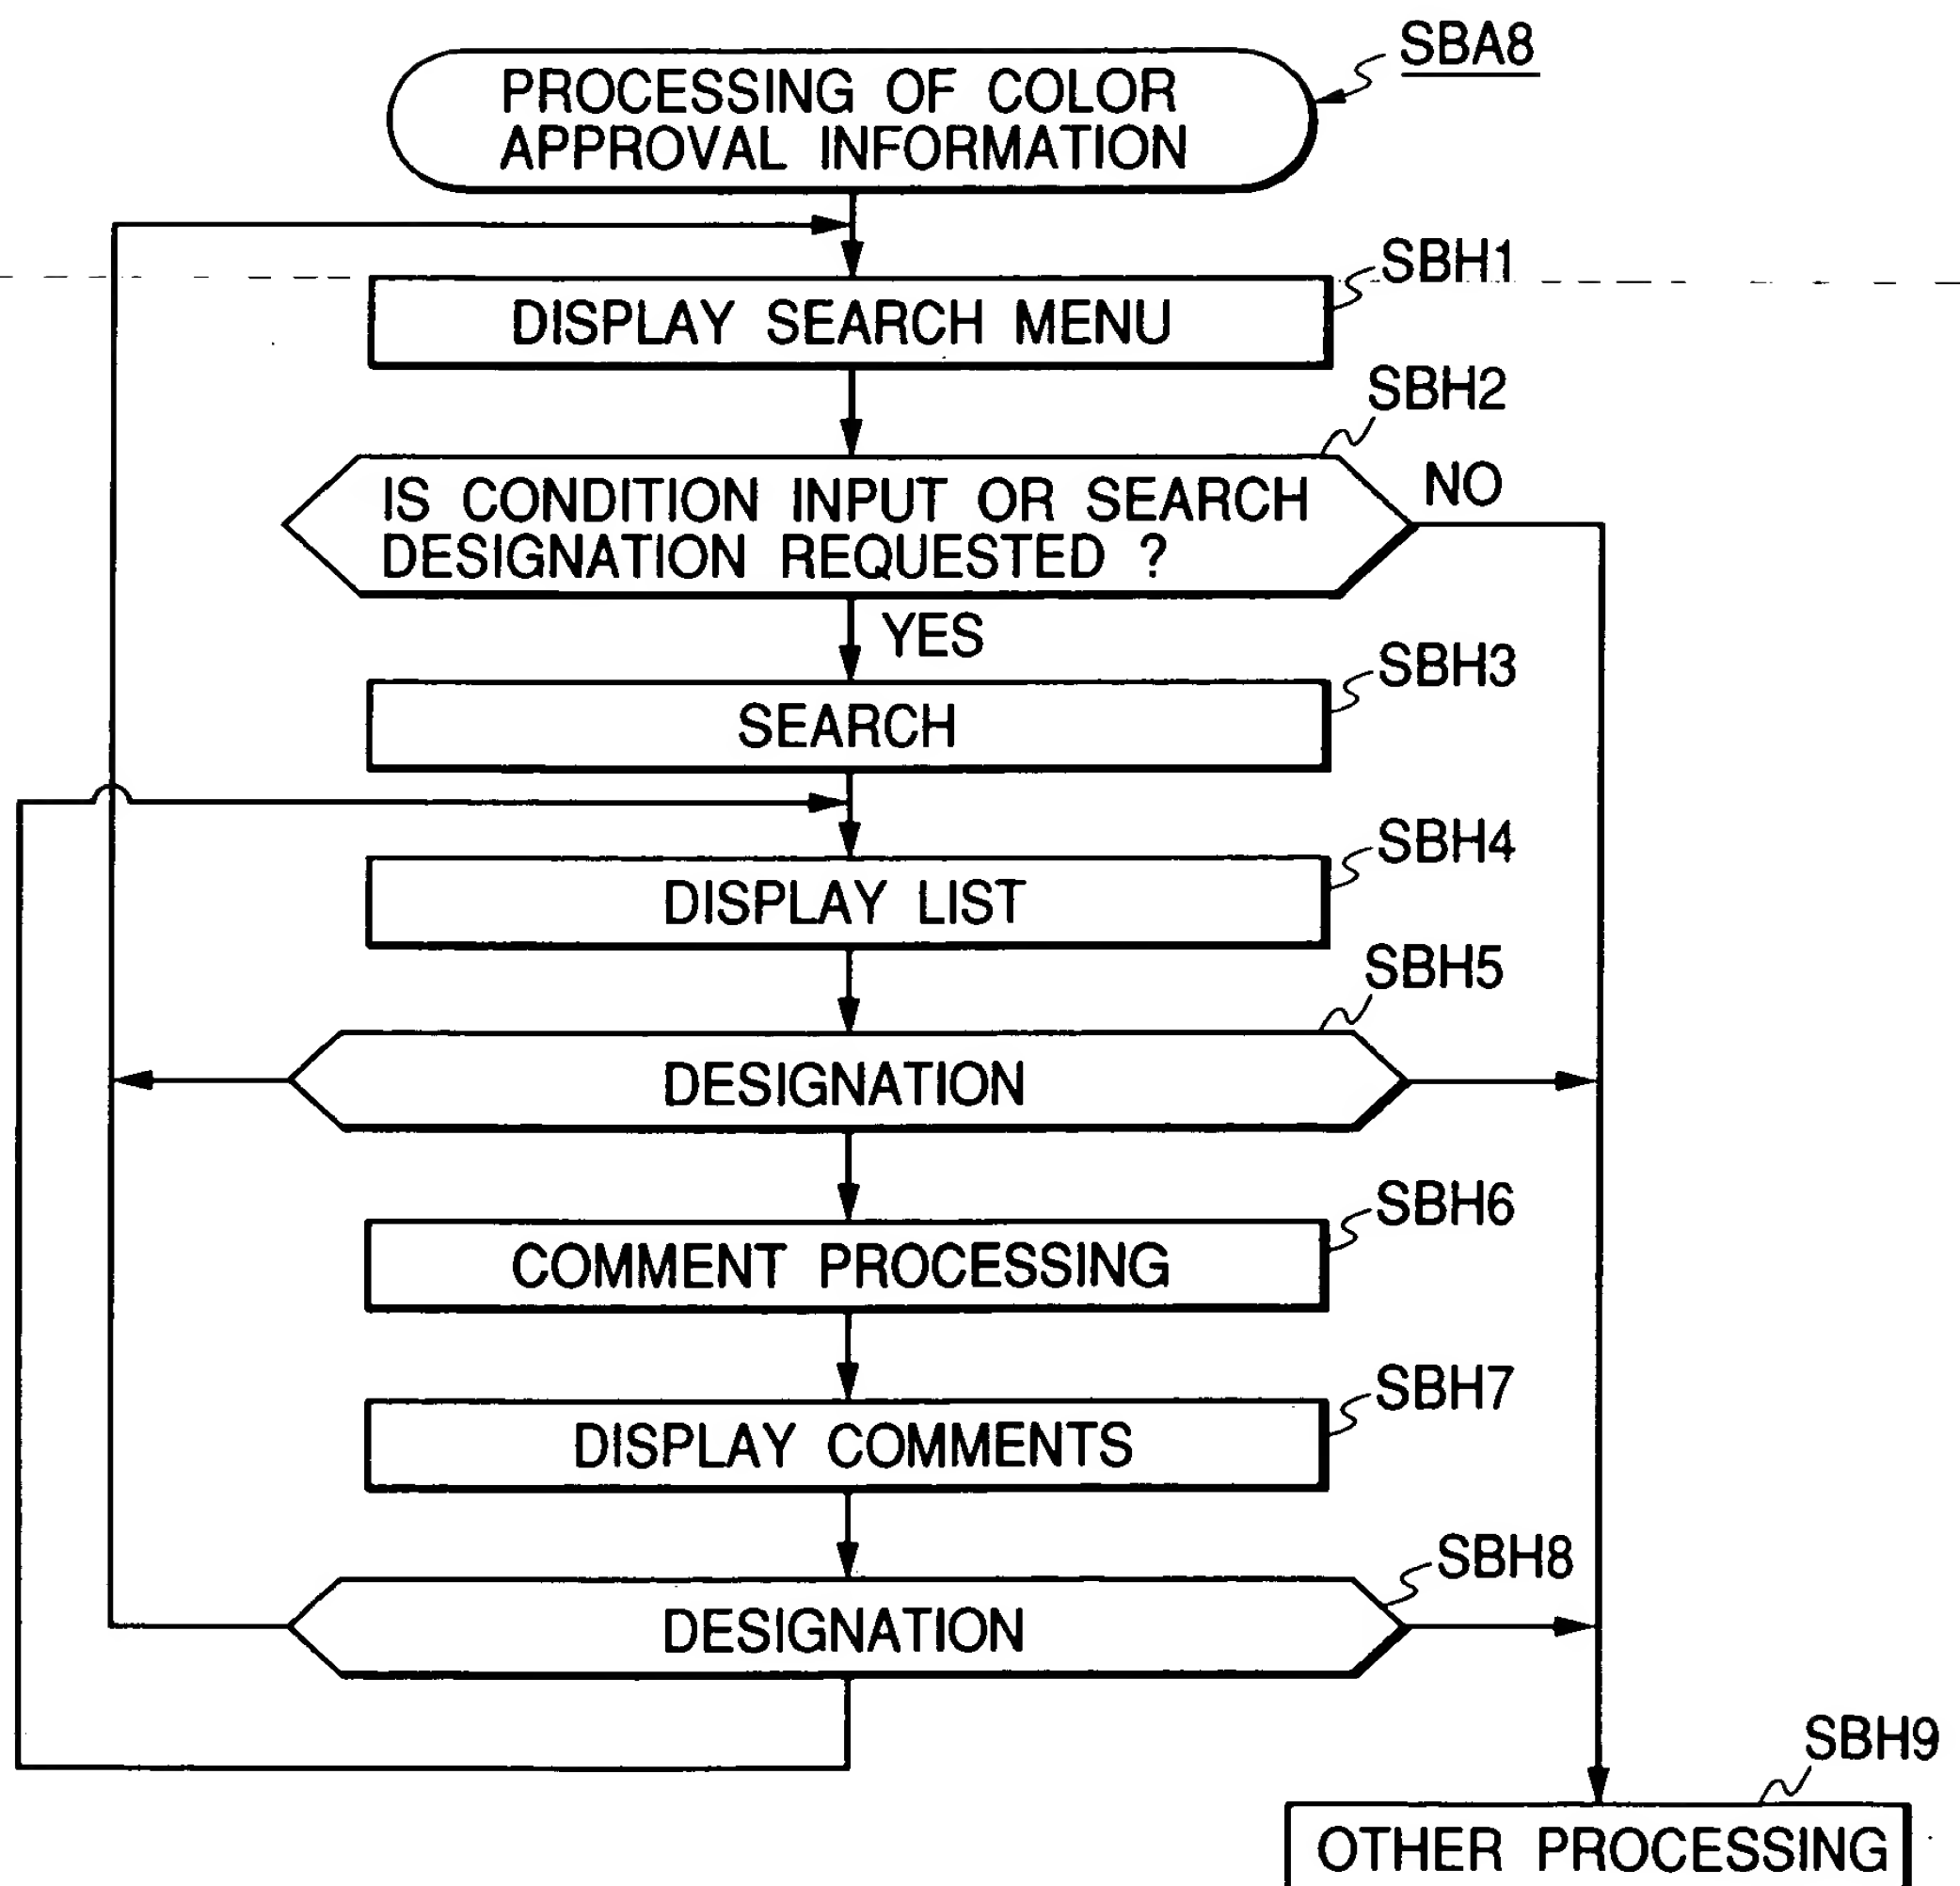 SBA8
PROCESSING OF COLOR
APPROVAL INFORMATION
SBH1
DISPLAY SEARCH MENU
SBH2
IS CONDITION INPUT OR SEARCH
DESIGNATION REQUESTED ?
NO
YES
SBH3
SEARCH
SBH4
DISPLAY LIST
SBH5
DESIGNATION
SBH6
COMMENT PROCESSING
SBH7
DISPLAY COMMENTS
SBH8
DESIGNATION
SBH9
OTHER PROCESSING